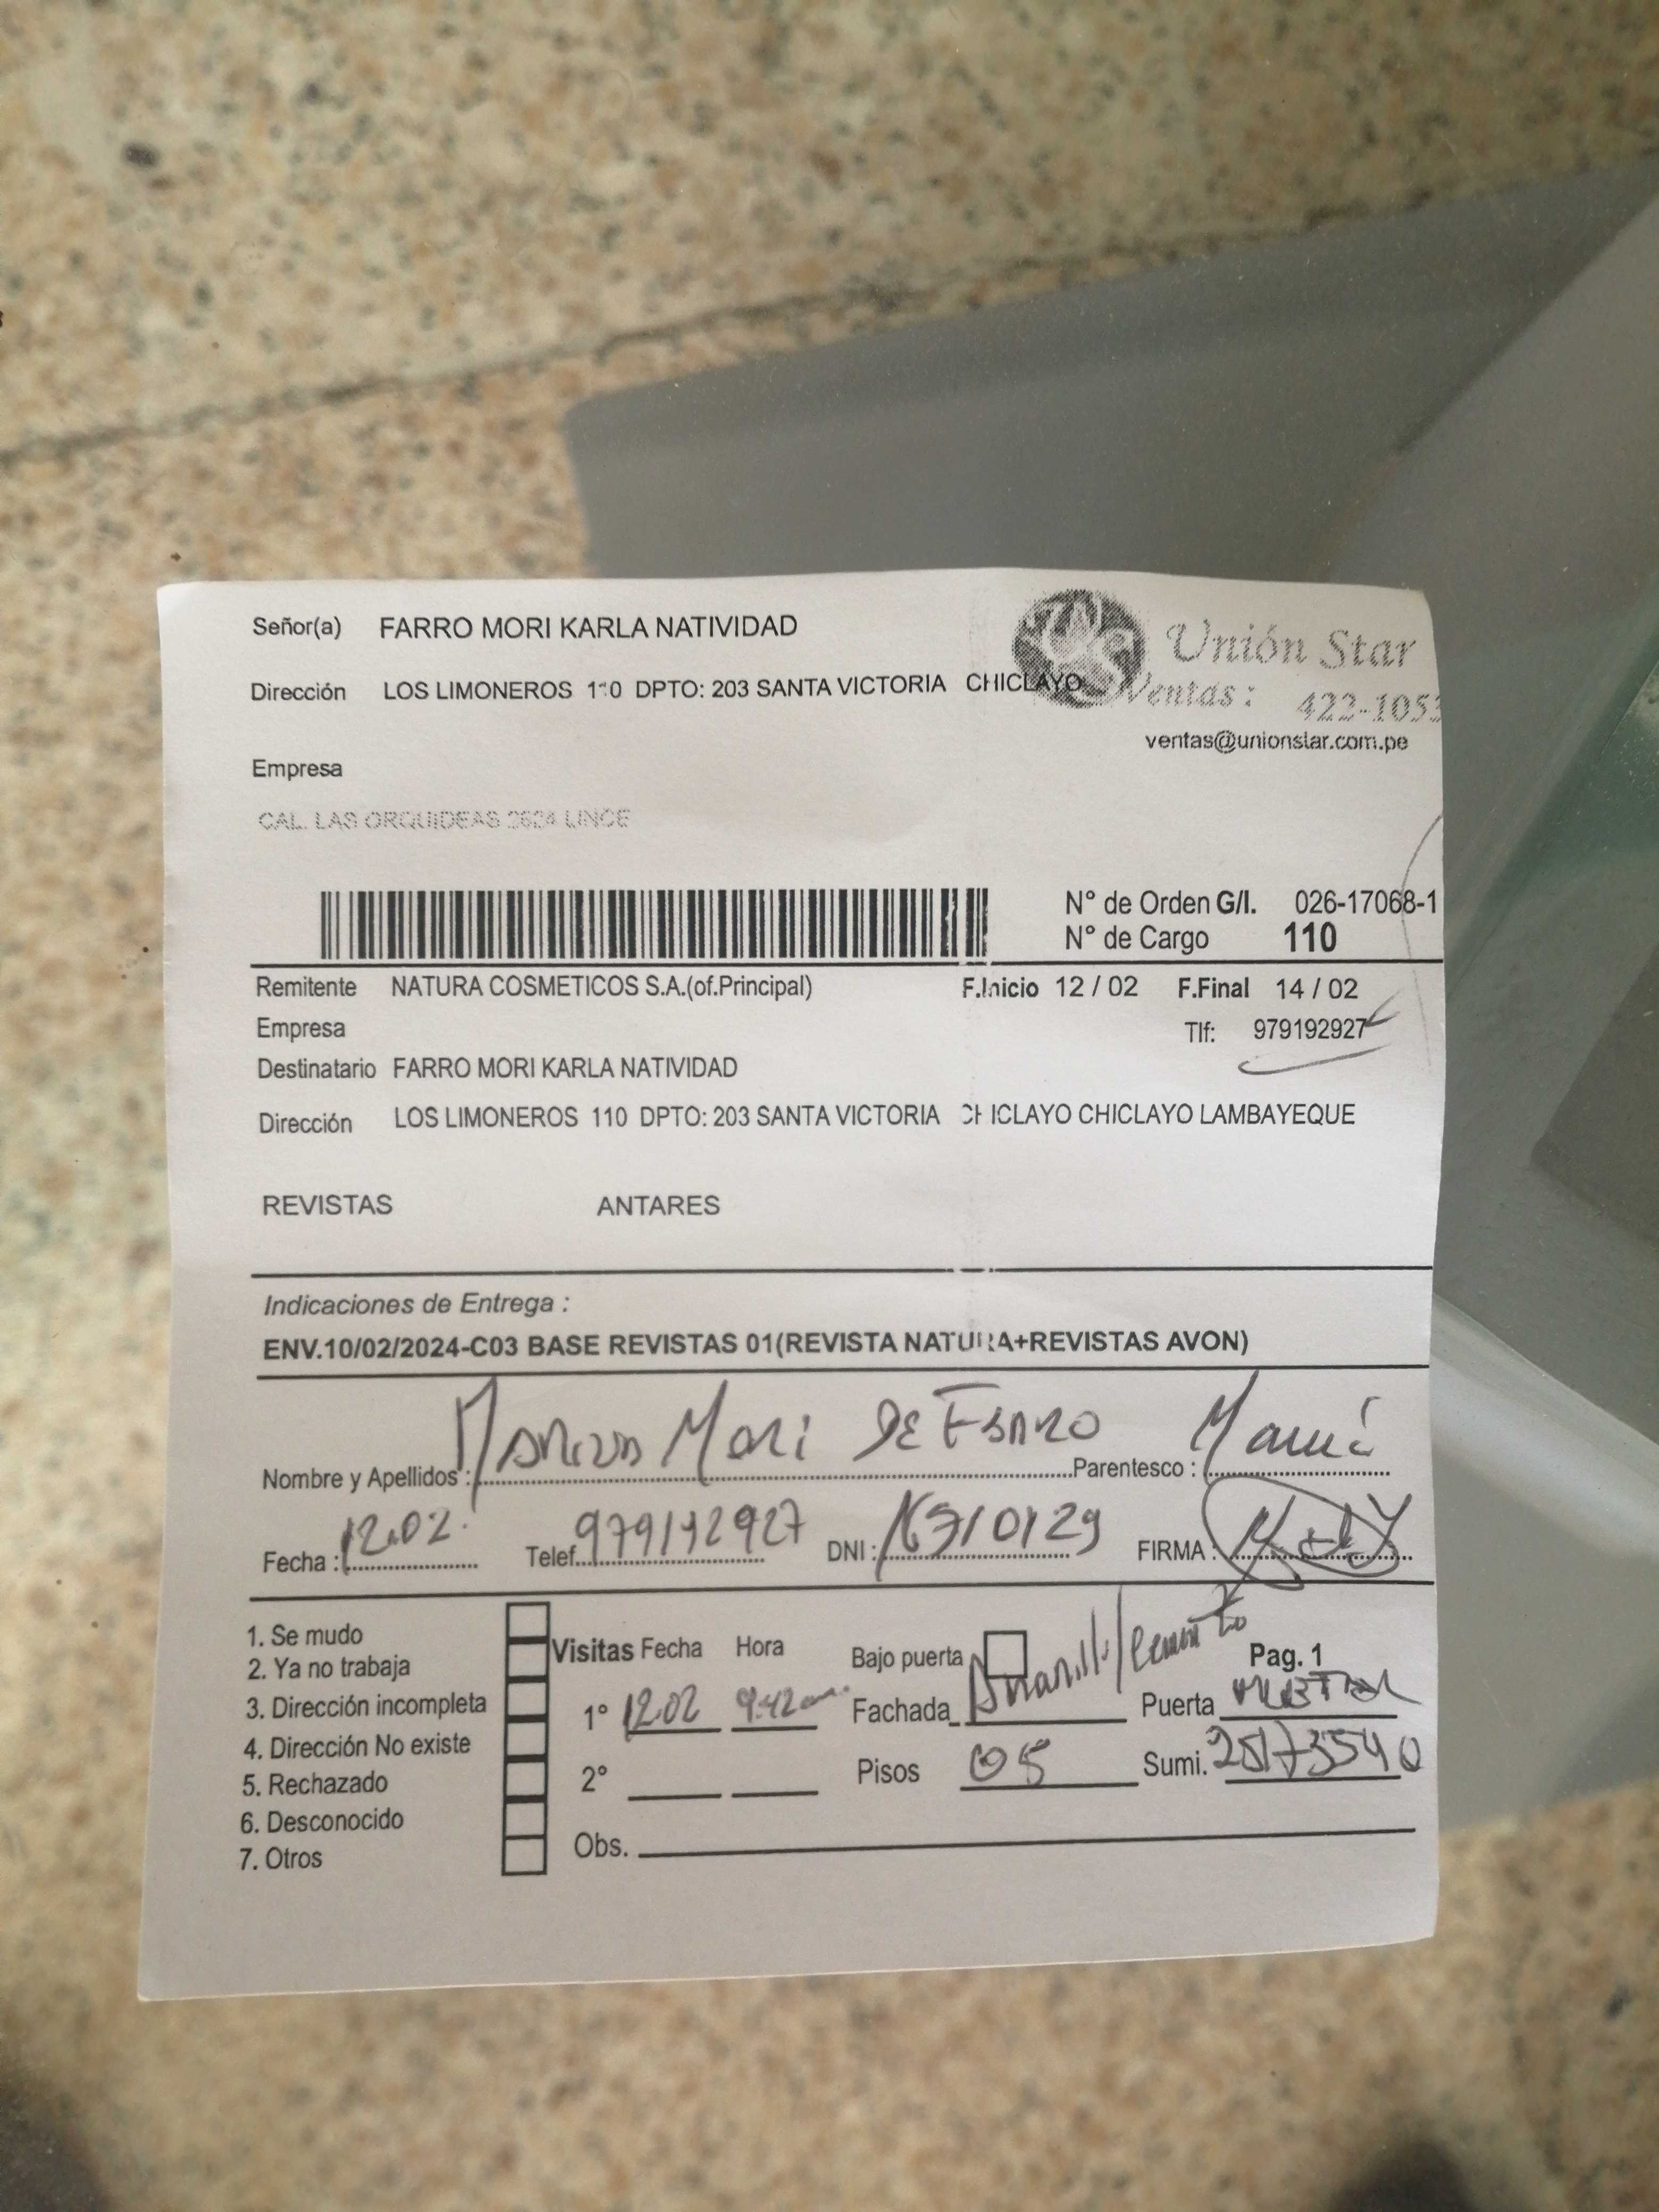 Señor(a) FARRO MORI KARLA NATIVIDAD
Unión Star
Dirección LOS LIMONEROS 110 DPTO: 203 SANTA VICTORIA CHICLAYO
Ventas: 422-1053
ventas@unionstar.com.pe
Empresa
CAL. LAS ORQUIDEAS 2624 LINCE
N° de Orden G/I. 026-17068-1
N° de Cargo 110
Remitente NATURA COSMETICOS S.A.(of.Principal) F.Inicio 12 / 02 F.Final 14 / 02
Empresa Tlf: 979192927
Destinatario FARRO MORI KARLA NATIVIDAD
Dirección LOS LIMONEROS 110 DPTO: 203 SANTA VICTORIA CHICLAYO CHICLAYO LAMBAYEQUE
REVISTAS ANTARES
Indicaciones de Entrega :
ENV.10/02/2024-C03 BASE REVISTAS 01(REVISTA NATURA+REVISTAS AVON)
Nombre y Apellidos : Mori DE FARRO Parentesco : Mamá
Fecha : 12.02. Telef. 979192927 DNI : FIRMA :
1. Se mudo
2. Ya no trabaja
3. Dirección incompleta
4. Dirección No existe
5. Rechazado
6. Desconocido
7. Otros
Visitas Fecha Hora Bajo puerta Pag. 1
1° 12.02 9:42am. Fachada Amarillo/cemento Puerta METAL
2° Pisos 05 Sumi. 25173540
Obs.